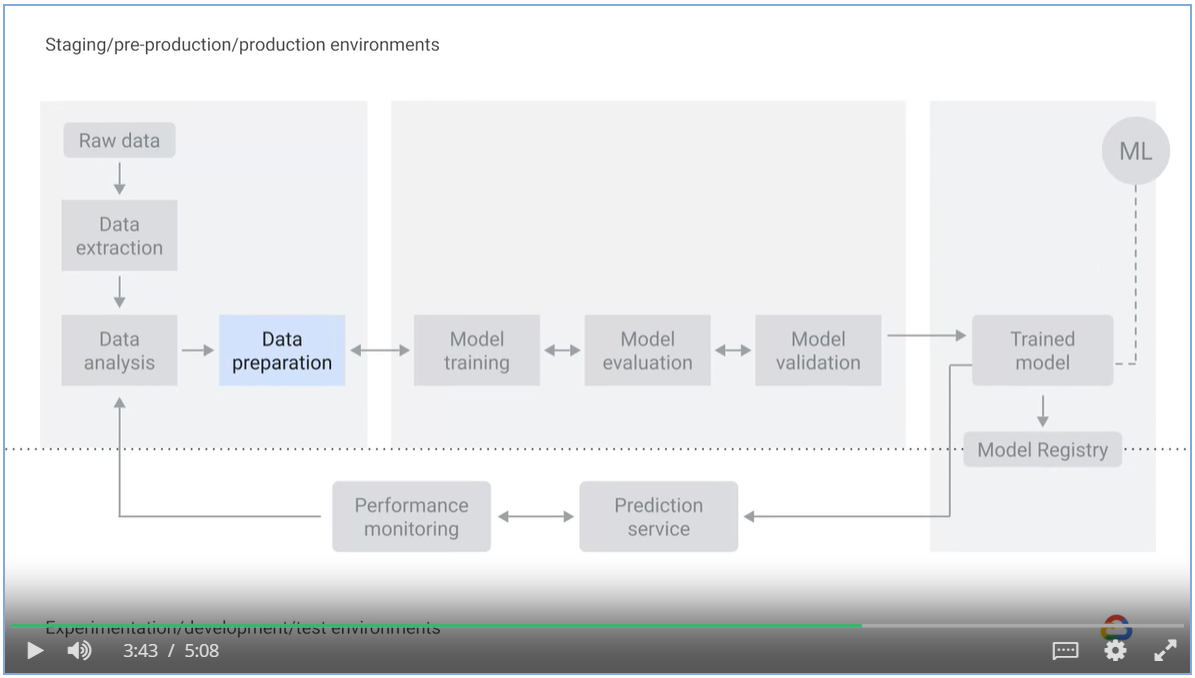 Staging/pre-production/production environments
Raw data
Data
extraction
Data
analysis
Data
preparation
Model
training
Model
evaluation
Model
validation
Trained
model
ML
Model Registry
Performance
monitoring
Prediction
service
Experimentation/development/test environments
3:43 / 5:08